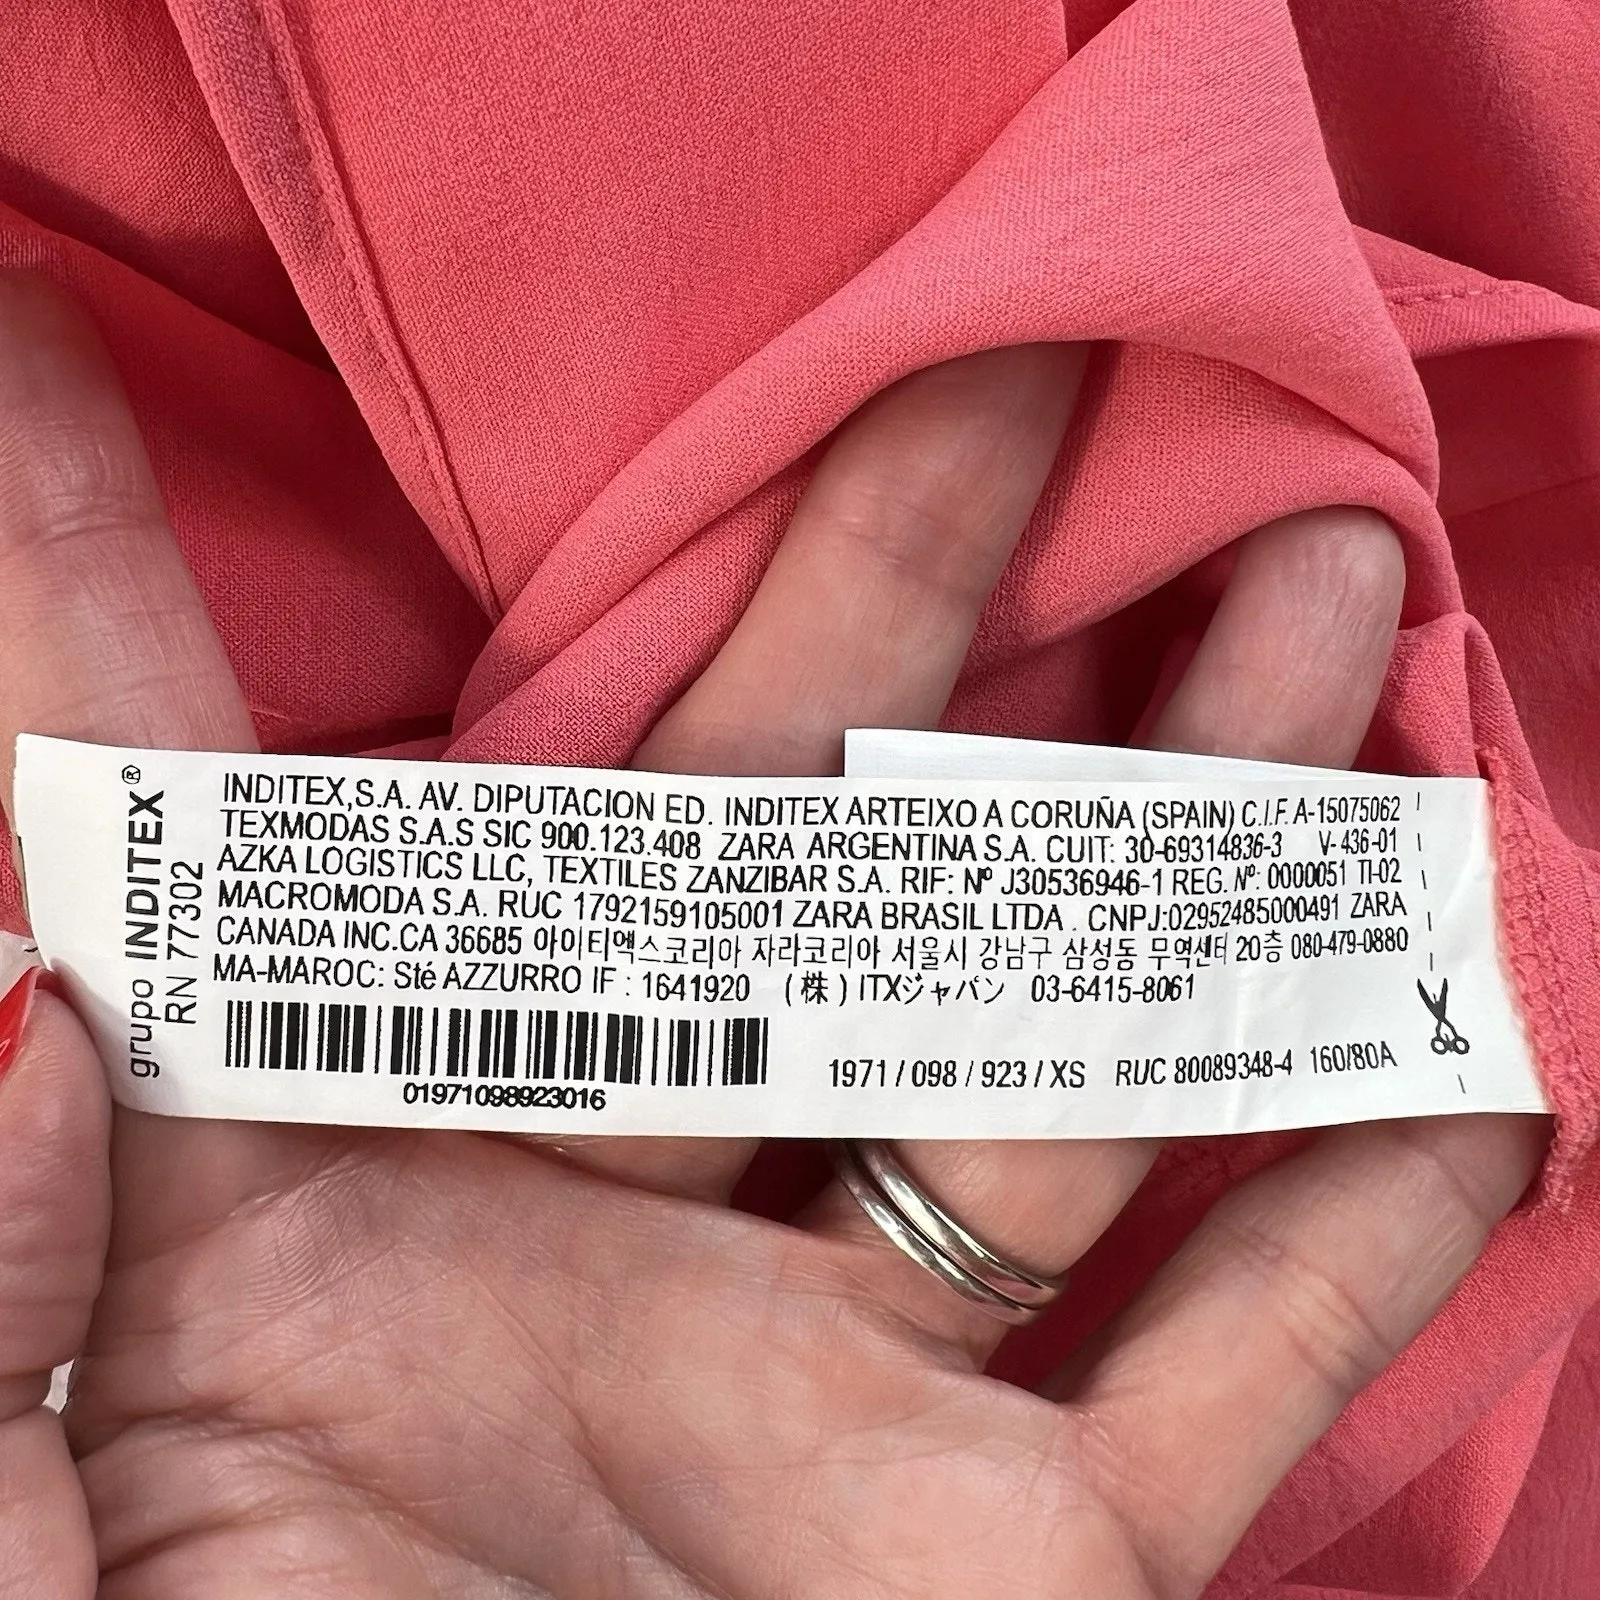 grupo INDITEX®
RN 77302
INDITEX,S.A. AV. DIPUTACION ED. INDITEX ARTEIXO A CORUÑA (SPAIN) C.I.F. A-15075062
TEXMODAS S.A.S SIC 900.123.408 ZARA ARGENTINA S.A. CUIT: 30-69314836-3 V-436-01
AZKA LOGISTICS LLC, TEXTILES ZANZIBAR S.A. RIF: Nº J30536946-1 REG. Nº: 0000051 TI-02
MACROMODA S.A. RUC 1792159105001 ZARA BRASIL LTDA . CNPJ:02952485000491 ZARA
CANADA INC.CA 36685 아이티엑스코리아 자라코리아 서울시 강남구 삼성동 무역센터 20층 080-479-0880
MA-MAROC: Sté AZZURRO IF : 1641920 (株) ITXジャパン 03-6415-8061
1971 / 098 / 923 / XS RUC 80089348-4 160/80A
01971098923016